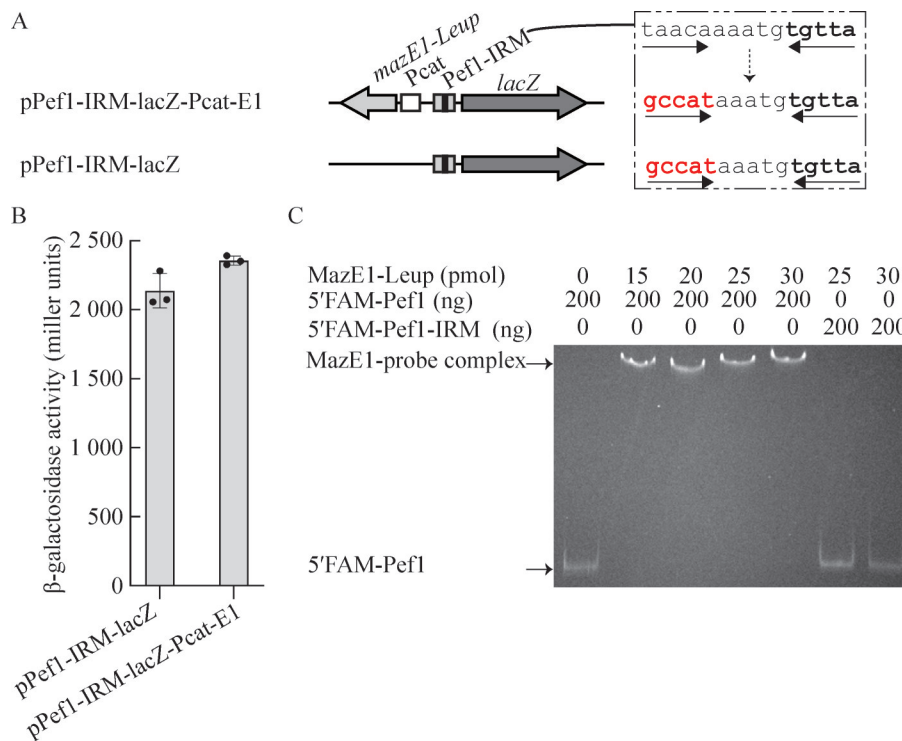 A
mazE1-Leup
Pcat
Pef1-IRM
lacZ
pPef1-IRM-lacZ-Pcat-E1
pPef1-IRM-lacZ
taacaaaatgtgtta
gccataaatgtgtta
gccataaatgtgtta
B
β-galactosidase activity (miller units)
2 500
2 000
1 500
1 000
500
0
pPef1-IRM-lacZ
pPef1-IRM-lacZ-Pcat-E1
C
MazE1-Leup (pmol) 0 15 20 25 30 25 30
5'FAM-Pef1 (ng) 200 200 200 200 200 0 0
5'FAM-Pef1-IRM (ng) 0 0 0 0 0 200 200
MazE1-probe complex
5'FAM-Pef1